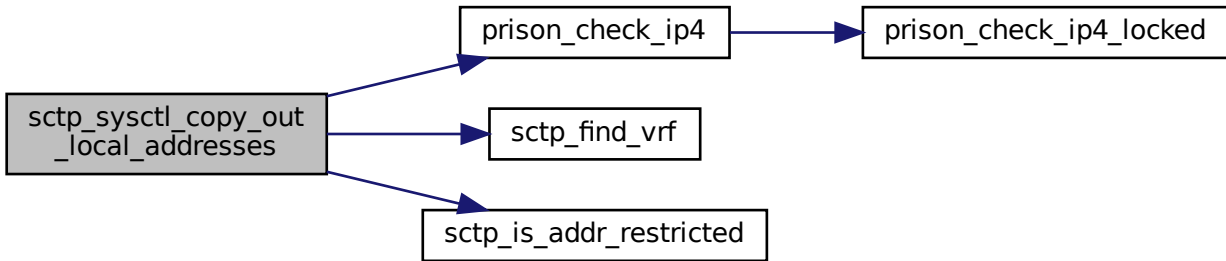 prison_check_ip4
prison_check_ip4_locked
sctp_sysctl_copy_out
_local_addresses
sctp_find_vrf
sctp_is_addr_restricted